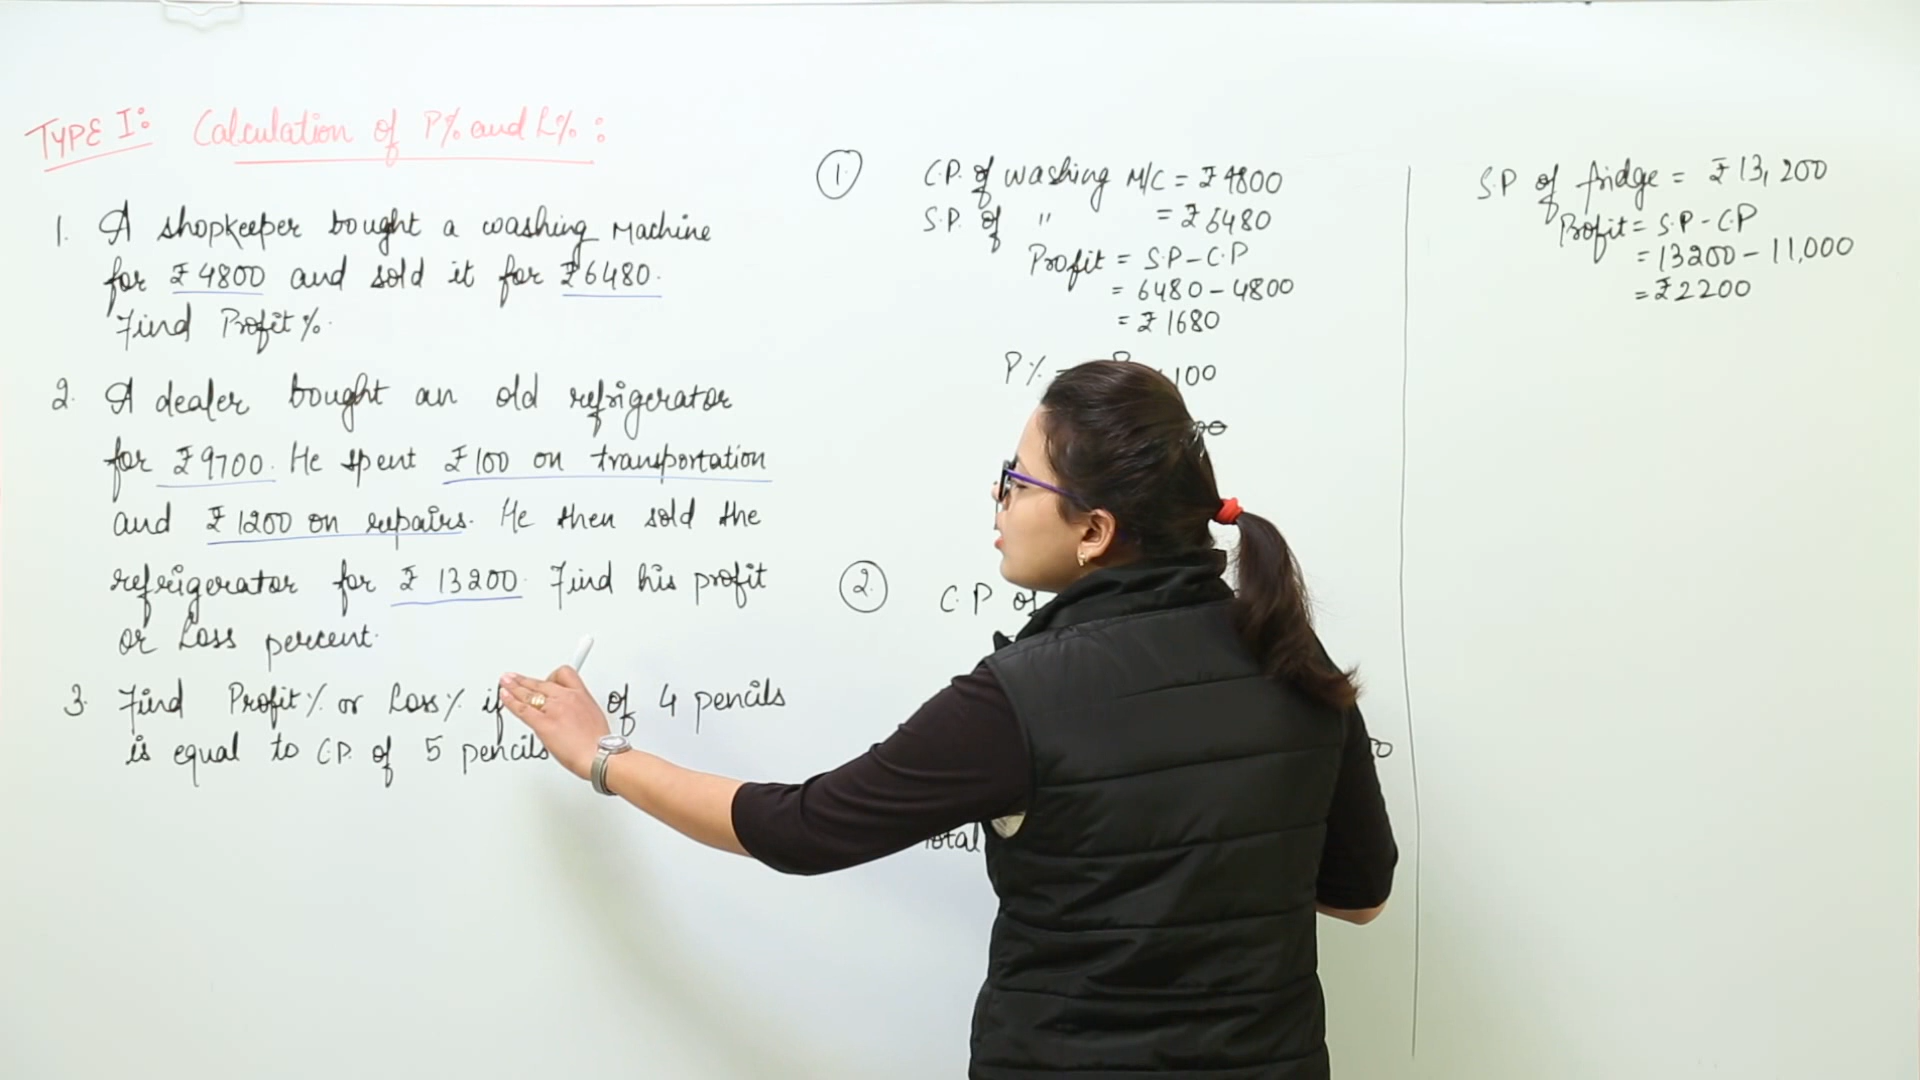 TYPE I: Calculation of P% and L% :
1. A shopkeeper bought a washing Machine
for ₹4800 and sold it for ₹6480.
Find Profit%.
2. A dealer bought an old refrigerator
for ₹9700. He spent ₹100 on transportation
and ₹1200 on repairs. He then sold the
refrigerator for ₹13200. Find his profit
or Loss percent.
3. Find Profit% or Loss% if of 4 pencils
is equal to C.P. of 5 pencils
1.
C.P. of washing M/C = ₹4800
S.P. of " = ₹6480
Profit = S.P - C.P
= 6480 - 4800
= ₹1680
P% 100
2.
C.P of
Total
S.P of fridge = ₹13,200
Profit = S.P - C.P
= 13200 - 11,000
= ₹2200